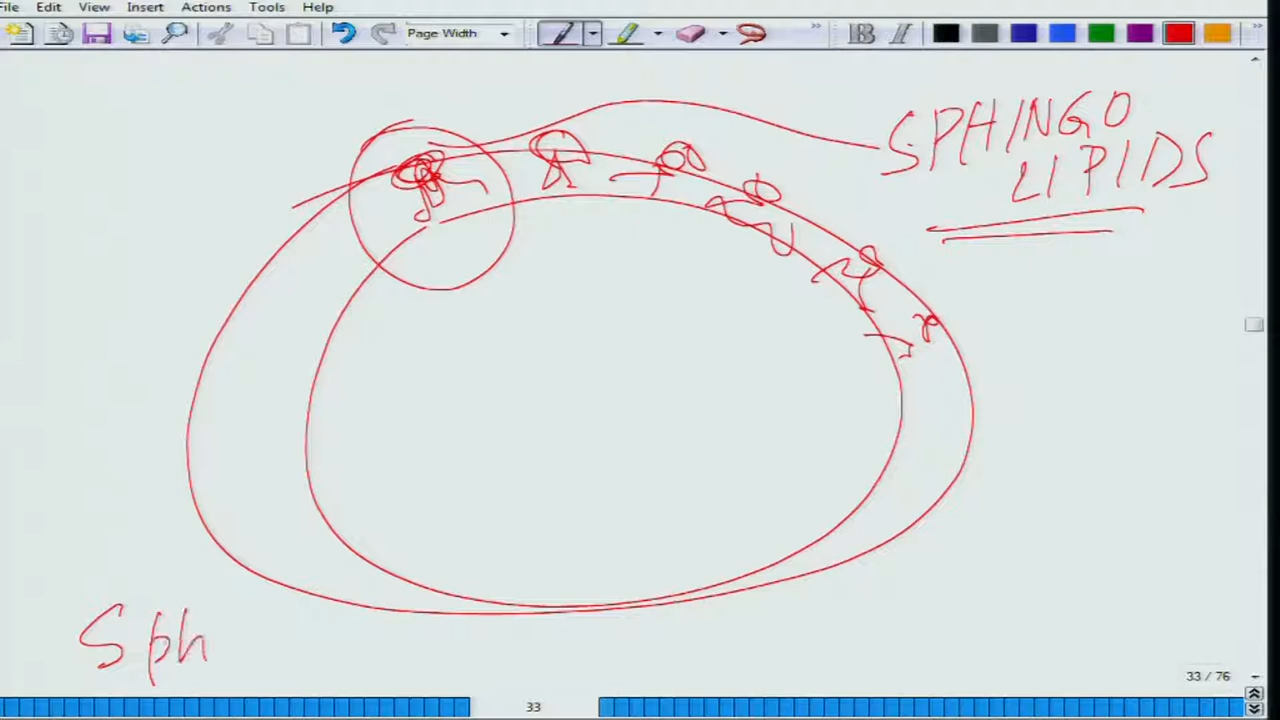 File Edit View Insert Actions Tools Help
Page Width
B I
SPHINGO
LIPIDS
Sph
33 / 76
33